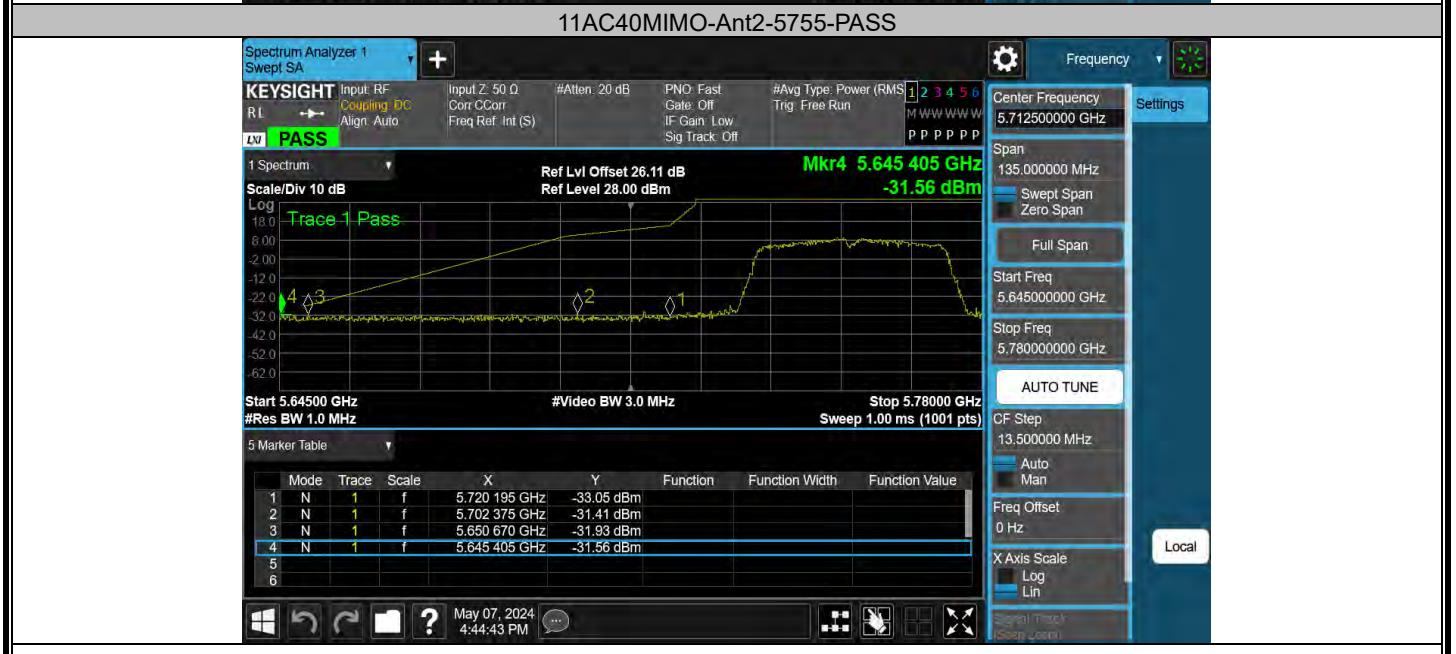 11AC40MIMO-Ant2-5755-PASS
Spectrum Analyzer 1
Swept SA
+
Frequency
KEYSIGHT
RL
LXI PASS
Input: RF
Coupling: DC
Align: Auto
Input Z: 50 Ω
Corr CCorr
Freq Ref: Int (S)
#Atten: 20 dB
PNO: Fast
Gate: Off
IF Gain: Low
Sig Track: Off
#Avg Type: Power (RMS
Trig: Free Run
1 2 3 4 5 6
M W W W W W
P P P P P P
1 Spectrum
Scale/Div 10 dB
Ref Lvl Offset 26.11 dB
Ref Level 28.00 dBm
Mkr4 5.645 405 GHz
-31.56 dBm
Log
Trace 1 Pass
18.0
8.00
-2.00
-12.0
-22.0
-32.0
-42.0
-52.0
-62.0
4
3
2
1
Start 5.64500 GHz
#Res BW 1.0 MHz
#Video BW 3.0 MHz
Stop 5.78000 GHz
Sweep 1.00 ms (1001 pts)
5 Marker Table
Mode Trace Scale X Y Function Function Width Function Value
1 N 1 f 5.720 195 GHz -33.05 dBm
2 N 1 f 5.702 375 GHz -31.41 dBm
3 N 1 f 5.650 670 GHz -31.93 dBm
4 N 1 f 5.645 405 GHz -31.56 dBm
5
6
?
May 07, 2024
4:44:43 PM
Center Frequency
5.712500000 GHz
Settings
Span
135.000000 MHz
Swept Span
Zero Span
Full Span
Start Freq
5.645000000 GHz
Stop Freq
5.780000000 GHz
AUTO TUNE
CF Step
13.500000 MHz
Auto
Man
Freq Offset
0 Hz
X Axis Scale
Log
Lin
Local
Signal Track
(Span Zoom)